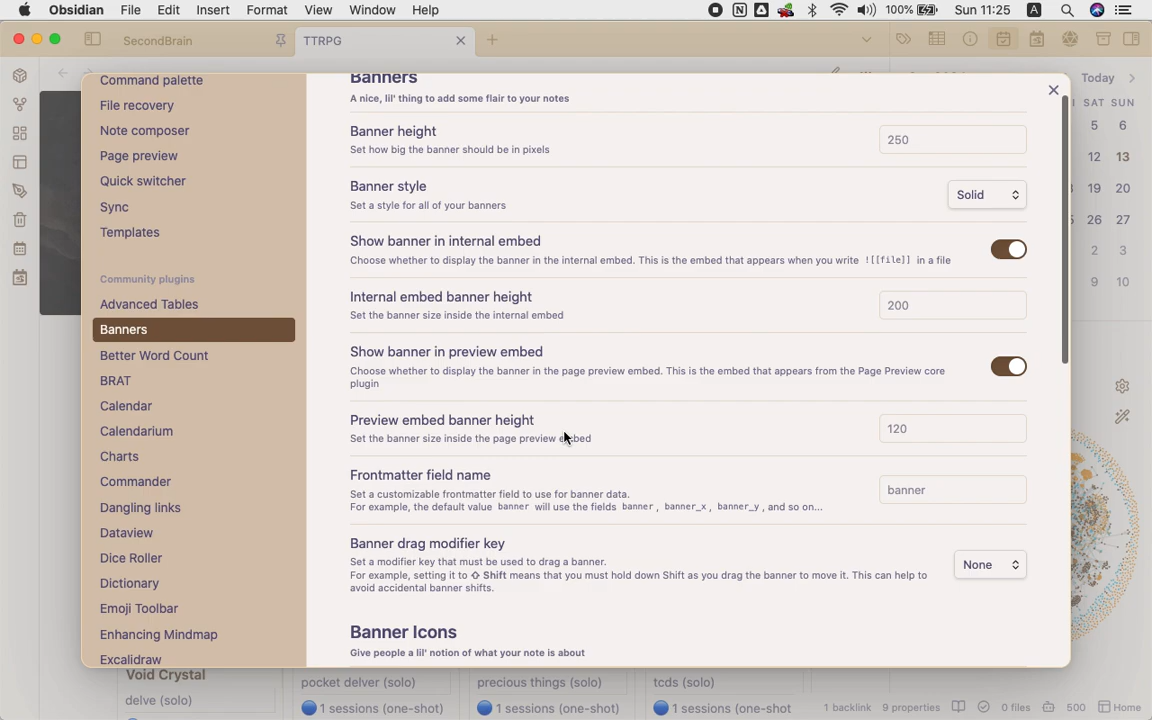 Obsidian File Edit Insert Format View Window Help 100% Sun 11:25 A
SecondBrain TTRPG
Today
Command palette
File recovery
Note composer
Page preview
Quick switcher
Sync
Templates
Community plugins
Advanced Tables
Banners
Better Word Count
BRAT
Calendar
Calendarium
Charts
Commander
Dangling links
Dataview
Dice Roller
Dictionary
Emoji Toolbar
Enhancing Mindmap
Excalidraw
Banners
A nice, lil' thing to add some flair to your notes
Banner height
Set how big the banner should be in pixels
250
Banner style
Set a style for all of your banners
Solid
Show banner in internal embed
Choose whether to display the banner in the internal embed. This is the embed that appears when you write ![[file]] in a file
Internal embed banner height
Set the banner size inside the internal embed
200
Show banner in preview embed
Choose whether to display the banner in the page preview embed. This is the embed that appears from the Page Preview core
plugin
Preview embed banner height
Set the banner size inside the page preview embed
120
Frontmatter field name
Set a customizable frontmatter field to use for banner data.
For example, the default value banner will use the fields banner, banner_x, banner_y, and so on...
banner
Banner drag modifier key
Set a modifier key that must be used to drag a banner.
For example, setting it to ⇧ Shift means that you must hold down Shift as you drag the banner to move it. This can help to
avoid accidental banner shifts.
None
Banner Icons
Give people a lil' notion of what your note is about
SAT SUN
5 6
12 13
19 20
26 27
2 3
9 10
Void Crystal
delve (solo) pocket delver (solo) precious things (solo) tcds (solo)
1 sessions (one-shot) 1 sessions (one-shot) 1 sessions (one-shot
1 backlink 9 properties 0 files 500 Home